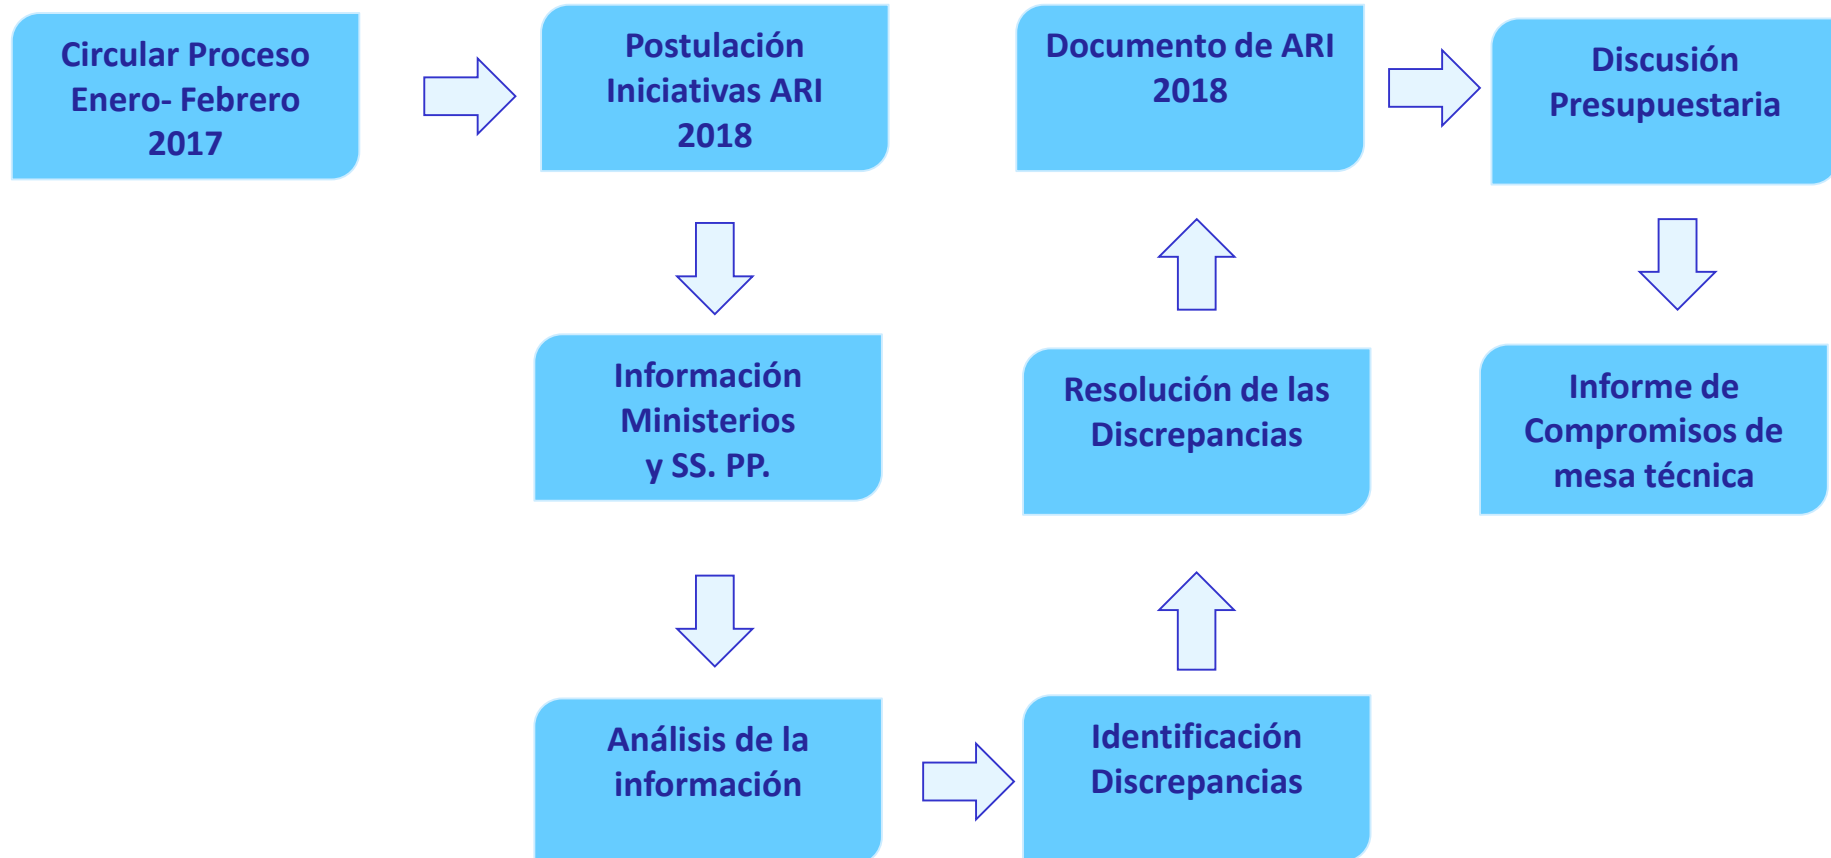 Circular Proceso
Enero- Febrero
2017
Postulación
Iniciativas ARI
2018
Información
Ministerios
y SS. PP.
Análisis de la
información
Identificación
Discrepancias
Resolución de las
Discrepancias
Documento de ARI
2018
Discusión
Presupuestaria
Informe de
Compromisos de
mesa técnica